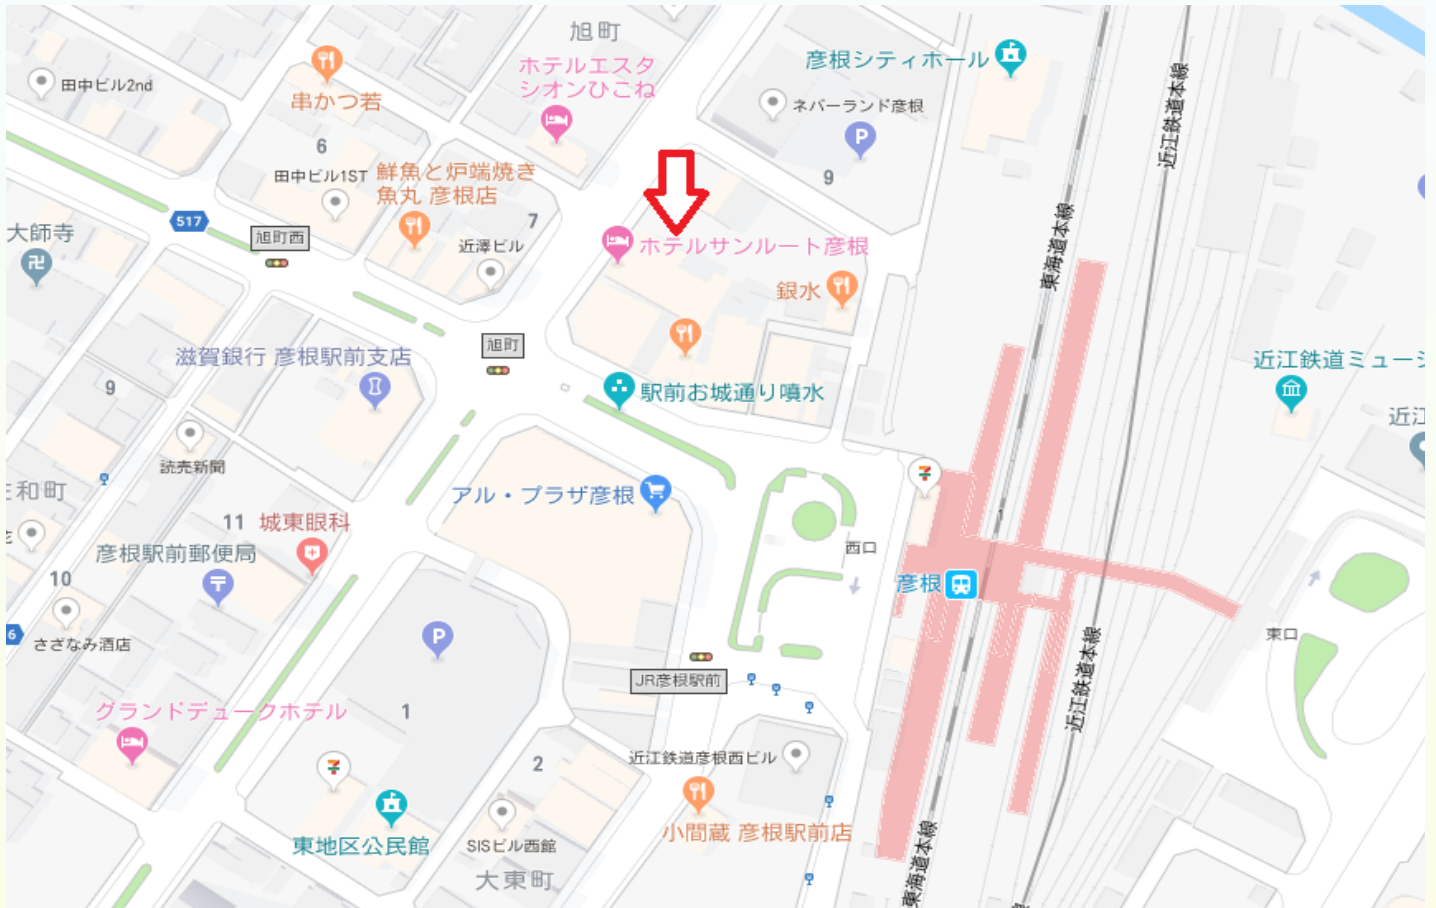 旭町
ホテルエスタ
シオンひこね
彦根シティホール
田中ビル2nd
串かつ若
ネバーランド彦根
P
近江鉄道本線
6
田中ビル1ST
鮮魚と炉端焼き
魚丸 彦根店
9
7
517
旭町西
大師寺
近澤ビル
ホテルサンルート彦根
東海道本線
銀水
旭町
滋賀銀行 彦根駅前支店
9
駅前お城通り噴水
近江鉄道ミュージ
近江
読売新聞
和町
アル・プラザ彦根
7
11
城東眼科
彦根駅前郵便局
西口
10
彦根
さざなみ酒店
6
P
東口
近江鉄道本線
JR彦根駅前
グランドデュークホテル
1
2
近江鉄道彦根西ビル
7
小間蔵 彦根駅前店
東地区公民館
SISビル西館
大東町
東海道本線